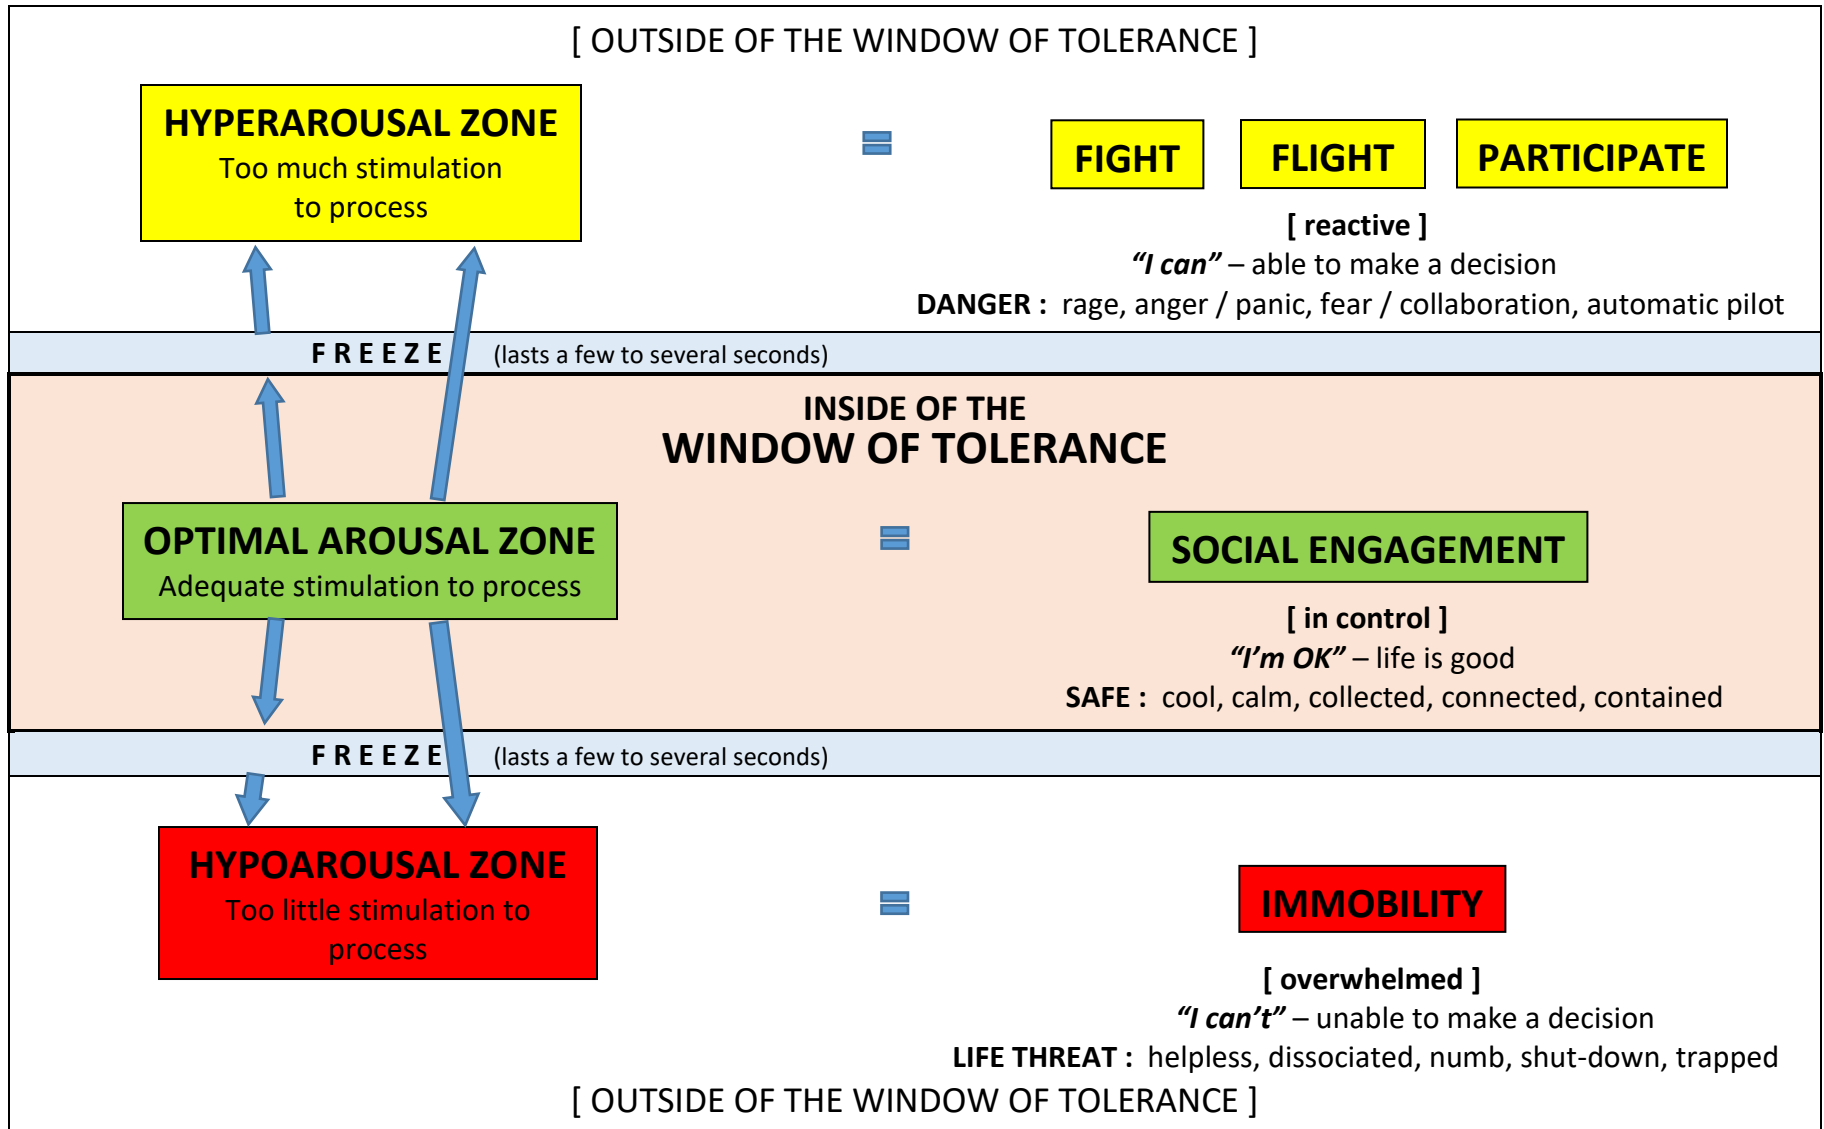 [ OUTSIDE OF THE WINDOW OF TOLERANCE ]
HYPERAROUSAL ZONE
Too much stimulation
to process
FIGHT
FLIGHT
PARTICIPATE
[ reactive ]
“I can” – able to make a decision
DANGER : rage, anger / panic, fear / collaboration, automatic pilot
F R E E Z E (lasts a few to several seconds)
INSIDE OF THE
WINDOW OF TOLERANCE
OPTIMAL AROUSAL ZONE
Adequate stimulation to process
SOCIAL ENGAGEMENT
[ in control ]
“I’m OK” – life is good
SAFE : cool, calm, collected, connected, contained
F R E E Z E (lasts a few to several seconds)
HYPOAROUSAL ZONE
Too little stimulation to
process
IMMOBILITY
[ overwhelmed ]
“I can’t” – unable to make a decision
LIFE THREAT : helpless, dissociated, numb, shut-down, trapped
[ OUTSIDE OF THE WINDOW OF TOLERANCE ]